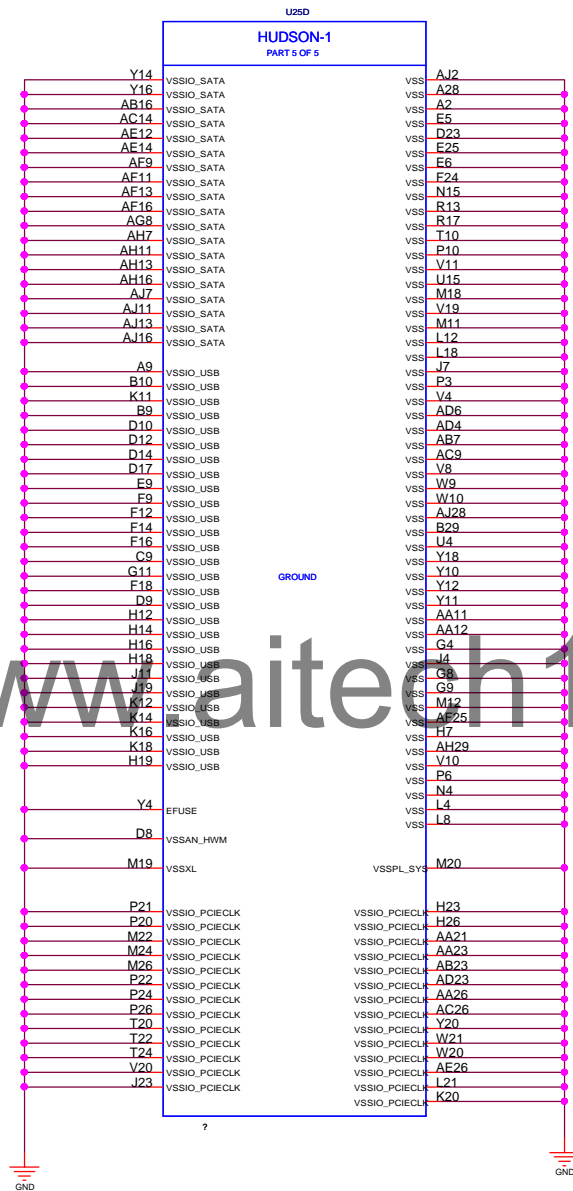 U25D
HUDSON-1
PART 5 OF 5
Y14 VSSIO_SATA VSS AJ2
Y16 VSSIO_SATA VSS A28
AB16 VSSIO_SATA VSS A2
AC14 VSSIO_SATA VSS E5
AE12 VSSIO_SATA VSS D23
AE14 VSSIO_SATA VSS E25
AF9 VSSIO_SATA VSS E6
AF11 VSSIO_SATA VSS F24
AF13 VSSIO_SATA VSS N15
AF16 VSSIO_SATA VSS R13
AG8 VSSIO_SATA VSS R17
AH7 VSSIO_SATA VSS T10
AH11 VSSIO_SATA VSS P10
AH13 VSSIO_SATA VSS V11
AH16 VSSIO_SATA VSS U15
AJ7 VSSIO_SATA VSS M18
AJ11 VSSIO_SATA VSS V19
AJ13 VSSIO_SATA VSS M11
AJ16 VSSIO_SATA VSS L12
VSS L18
A9 VSSIO_USB VSS J7
B10 VSSIO_USB VSS P3
K11 VSSIO_USB VSS V4
B9 VSSIO_USB VSS AD6
D10 VSSIO_USB VSS AD4
D12 VSSIO_USB VSS AB7
D14 VSSIO_USB VSS AC9
D17 VSSIO_USB VSS V8
E9 VSSIO_USB VSS W9
F9 VSSIO_USB VSS W10
F12 VSSIO_USB VSS AJ28
F14 VSSIO_USB VSS B29
F16 VSSIO_USB VSS U4
C9 VSSIO_USB VSS Y18
G11 VSSIO_USB GROUND VSS Y10
F18 VSSIO_USB VSS Y12
D9 VSSIO_USB VSS Y11
H12 VSSIO_USB VSS AA11
H14 VSSIO_USB VSS AA12
H16 VSSIO_USB VSS G4
H18 VSSIO_USB VSS J4
J11 VSSIO_USB VSS G8
J19 VSSIO_USB VSS G9
K12 VSSIO_USB VSS M12
K14 VSSIO_USB VSS AF25
K16 VSSIO_USB VSS H7
K18 VSSIO_USB VSS AH29
H19 VSSIO_USB VSS V10
VSS P6
VSS N4
Y4 EFUSE VSS L4
VSS L8
D8 VSSAN_HWM
M19 VSSXL VSSPL_SYS M20
P21 VSSIO_PCIECLK VSSIO_PCIECLK H23
P20 VSSIO_PCIECLK VSSIO_PCIECLK H26
M22 VSSIO_PCIECLK VSSIO_PCIECLK AA21
M24 VSSIO_PCIECLK VSSIO_PCIECLK AA23
M26 VSSIO_PCIECLK VSSIO_PCIECLK AB23
P22 VSSIO_PCIECLK VSSIO_PCIECLK AD23
P24 VSSIO_PCIECLK VSSIO_PCIECLK AA26
P26 VSSIO_PCIECLK VSSIO_PCIECLK AC26
T20 VSSIO_PCIECLK VSSIO_PCIECLK Y20
T22 VSSIO_PCIECLK VSSIO_PCIECLK W21
T24 VSSIO_PCIECLK VSSIO_PCIECLK W20
V20 VSSIO_PCIECLK VSSIO_PCIECLK AE26
J23 VSSIO_PCIECLK VSSIO_PCIECLK L21
VSSIO_PCIECLK K20
?
GND GND
ww.aitech1